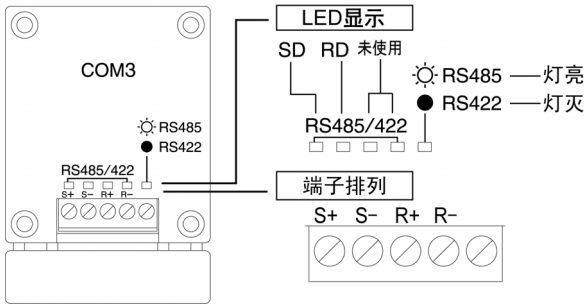 COM3
RS485
RS422
RS485/422
S+ S- R+ R-
LED显示
SD RD 未使用
RS485 灯亮
RS422 灯灭
RS485/422
端子排列
S+ S- R+ R-